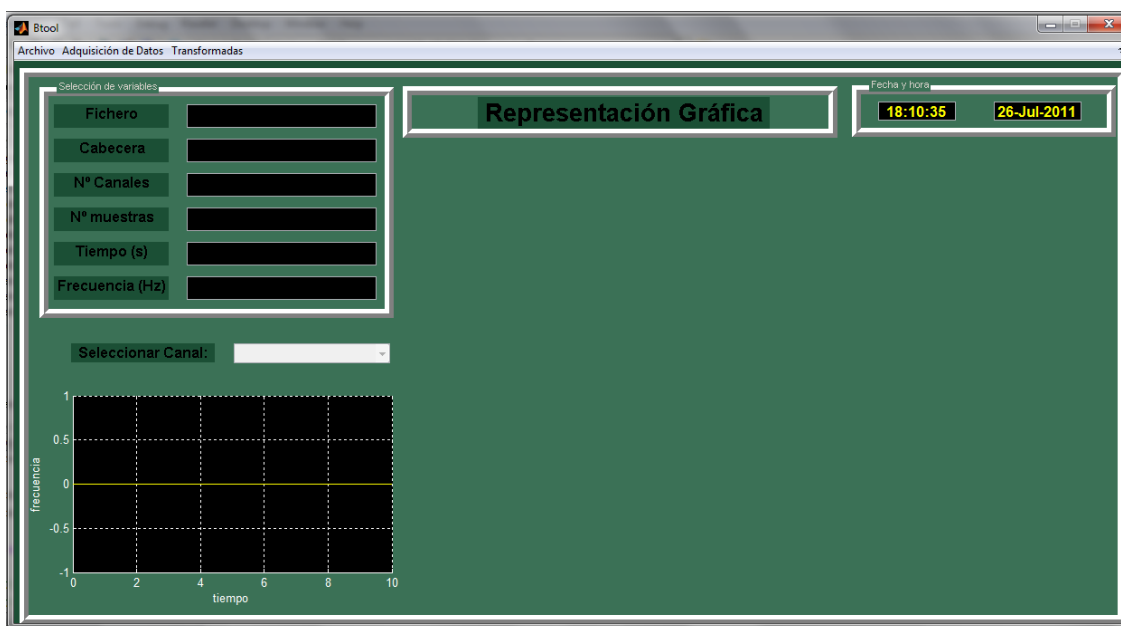 Btool
Archivo Adquisición de Datos Transformadas
Selección de variables
Fichero
Cabecera
Nº Canales
Nº muestras
Tiempo (s)
Frecuencia (Hz)
Representación Gráfica
Fecha y hora
18:10:35 26-Jul-2011
Seleccionar Canal:
1
0.5
0
-0.5
-1
frecuencia
0 2 4 6 8 10
tiempo